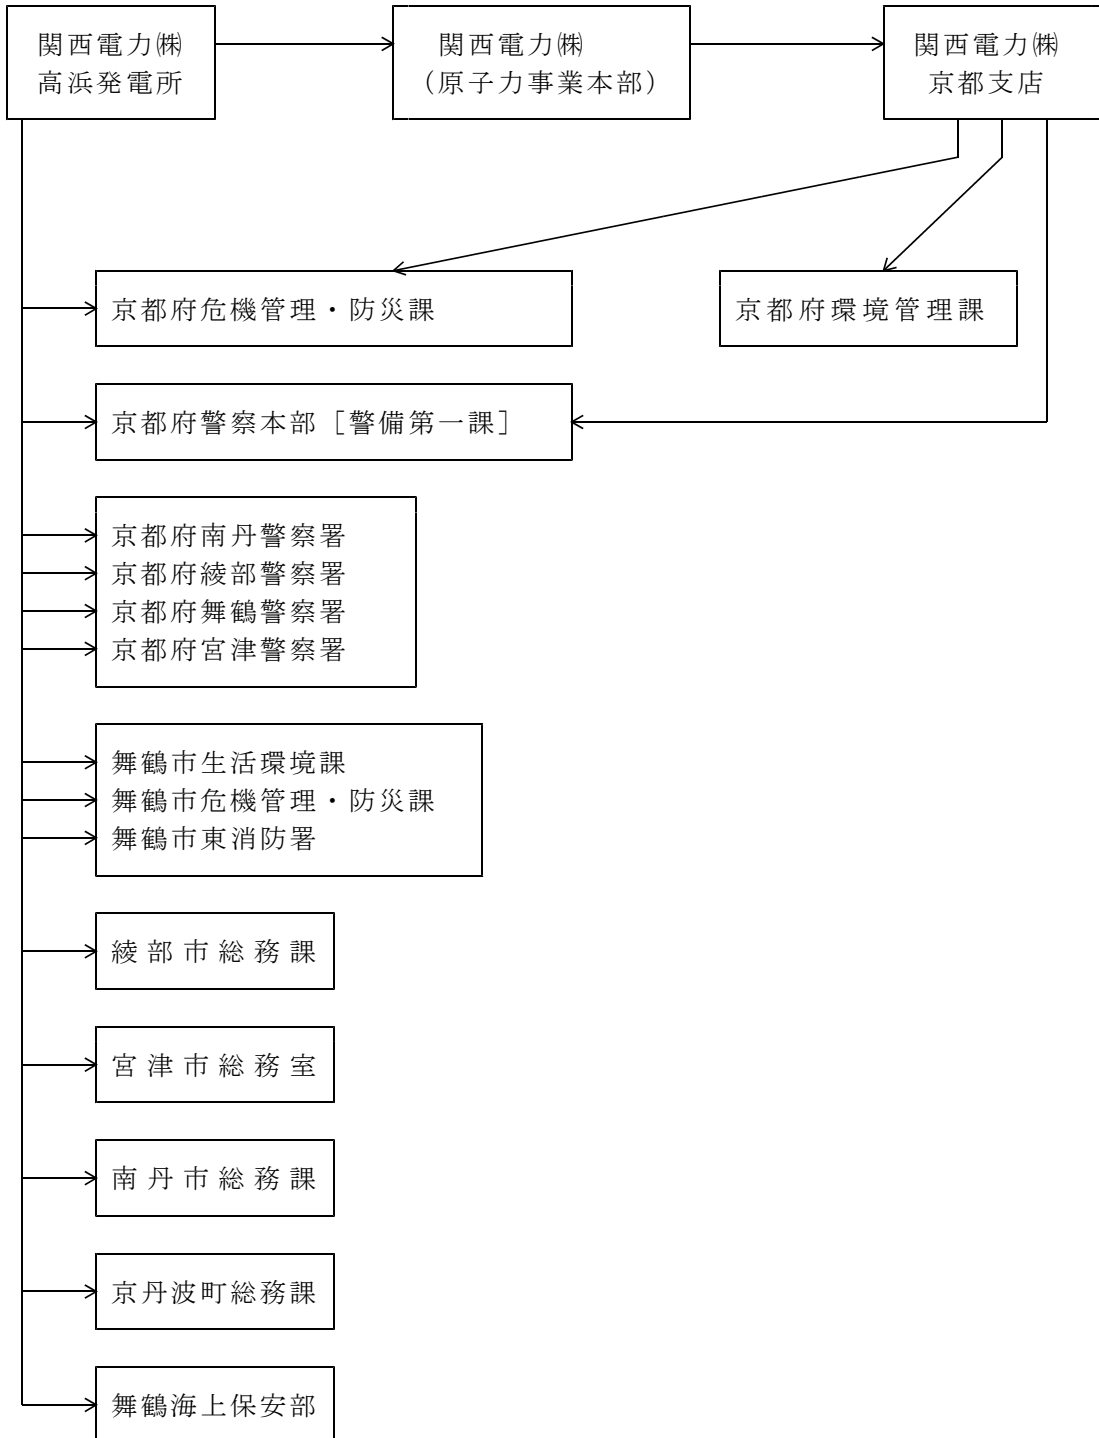 関西電力㈱
高浜発電所
関西電力㈱
（原子力事業本部）
関西電力㈱
京都支店
京都府危機管理・防災課
京都府環境管理課
京都府警察本部［警備第一課］
京都府南丹警察署
京都府綾部警察署
京都府舞鶴警察署
京都府宮津警察署
舞鶴市生活環境課
舞鶴市危機管理・防災課
舞鶴市東消防署
綾部市総務課
宮津市総務室
南丹市総務課
京丹波町総務課
舞鶴海上保安部